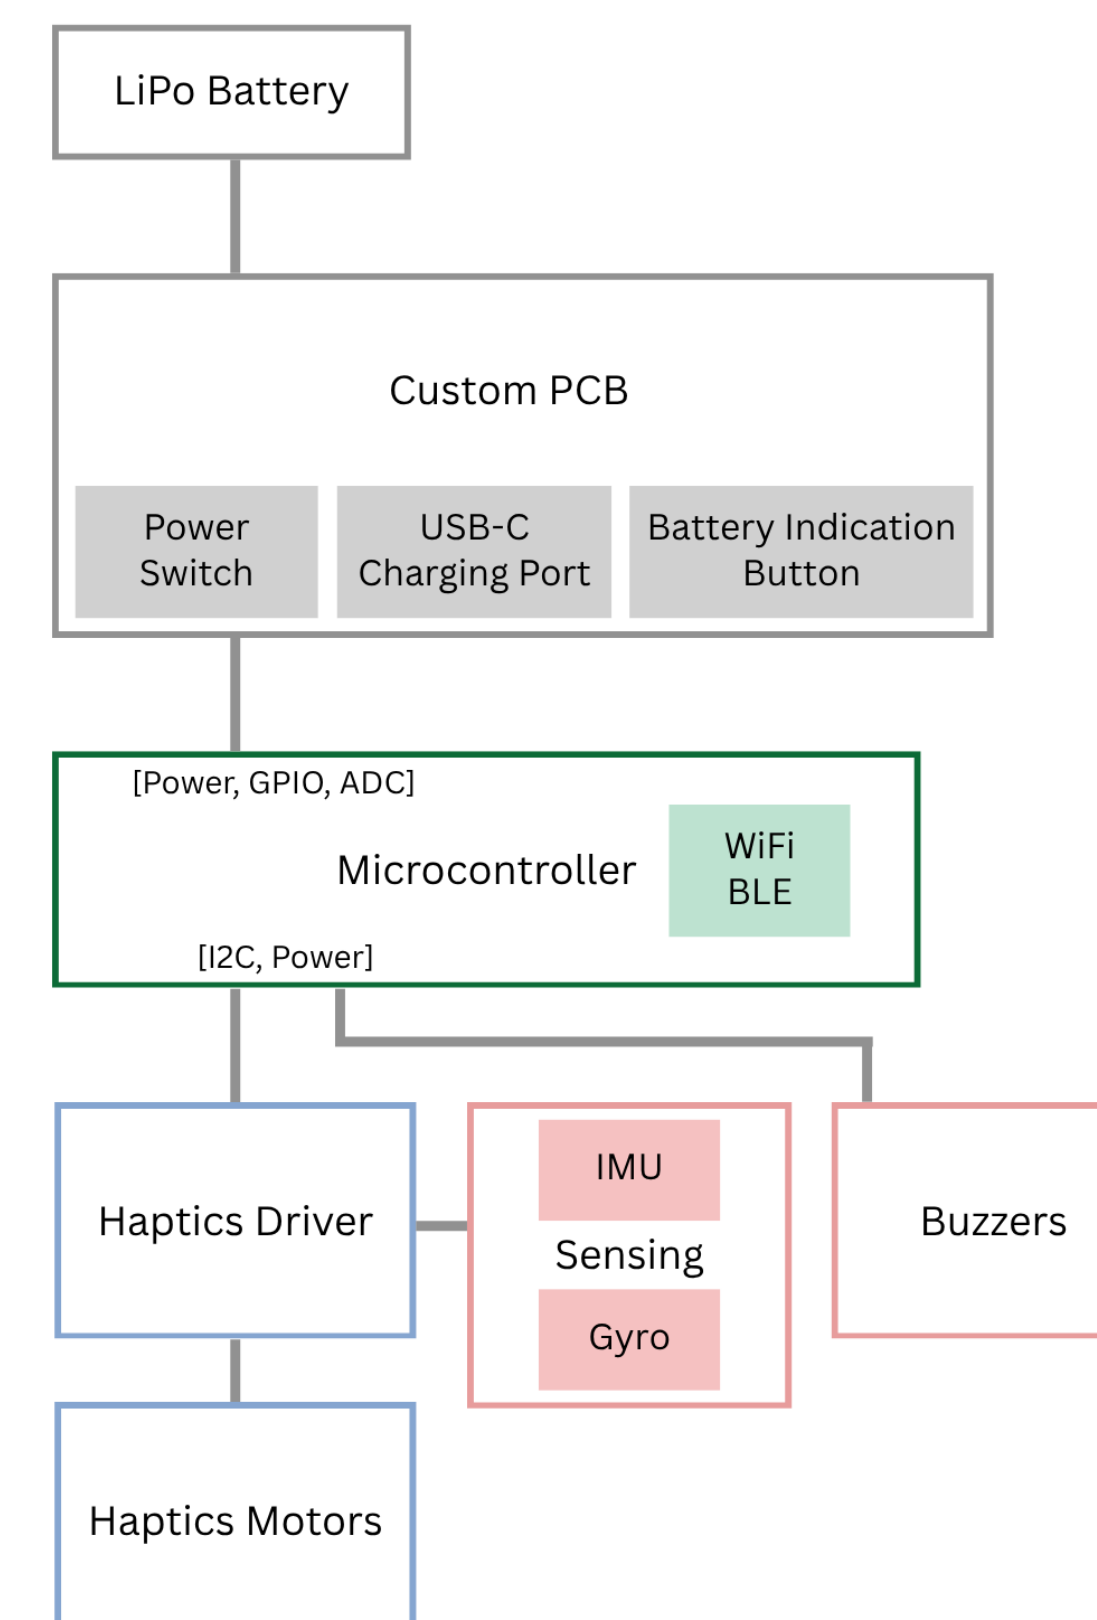 LiPo Battery
Custom PCB
Power
Switch
USB-C
Charging Port
Battery Indication
Button
[Power, GPIO, ADC]
Microcontroller
WiFi
BLE
[I2C, Power]
Haptics Driver
IMU
Sensing
Gyro
Buzzers
Haptics Motors